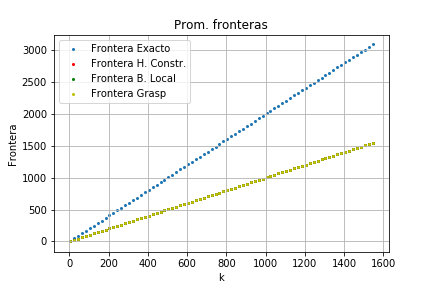 Prom. fronteras
Frontera Exacto
Frontera H. Constr.
Frontera B. Local
Frontera Grasp
Frontera
3000
2500
2000
1500
1000
500
0
0 200 400 600 800 1000 1200 1400 1600
k